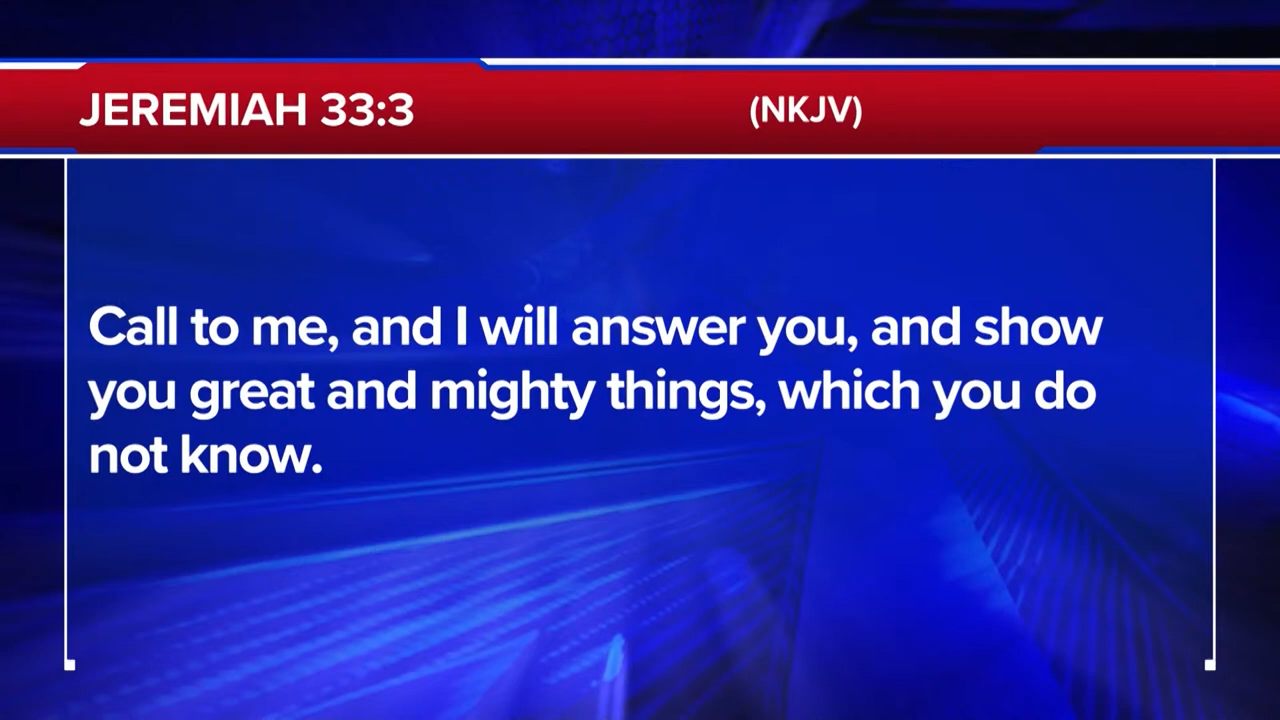 JEREMIAH 33:3 (NKJV)
Call to me, and I will answer you, and show
you great and mighty things, which you do
not know.